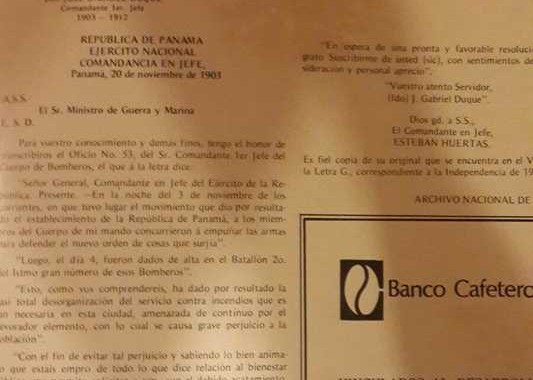 Comandante 1er. Jefe
1903 — 1912
REPUBLICA DE PANAMA
EJERCITO NACIONAL
COMANDANCIA EN JEFE,
Panamá, 20 de noviembre de 1903
A.S.S.
El Sr. Ministro de Guerra y Marina
E. S. D.
Para vuestro conocimiento y demás fines, tengo el honor de
transcribiros el Oficio No. 53, del Sr. Comandante 1er Jefe del
Cuerpo de Bomberos, el que a la letra dice:
"Señor General, Comandante en Jefe del Ejército de la Re-
pública. Presente. —En la noche del 3 de noviembre de los
corrientes, en que tuvo lugar el movimiento que dio por resulta-
do el establecimiento de la República de Panamá, a los miem-
bros del Cuerpo de mi mando concurrieron a empuñar las armas
para defender el nuevo orden de cosas que surjía".
"Luego, el día 4, fueron dados de alta en el Batallón 2o.
del Istmo gran número de esos Bomberos".
"Esto, como vos comprendereis, ha dado por resultado la
casi total desorganización del servicio contra incendios que es
tan necesaria en esta ciudad, amenazada de continuo por el
devorador elemento, con lo cual se causa grave perjuicio a la
población".
"Con el fin de evitar tal perjuicio y sabiendo lo bien anima-
do que estais empro de todo lo que dice relación al bienestar
"En espera de una pronta y favorable resoluci
grato Suscribirme de usted (sic), con sentimientos de
sideración y personal aprecio".
"Vuestro atento Servidor,
(fdo) J. Gabriel Duque".
Dios gd. a S.S.,
El Comandante en Jefe,
ESTEBAN HUERTAS.
Es fiel copia de su original que se encuentra en el V
la Letra G., correspondiente a la Independencia de 19
ARCHIVO NACIONAL DE
Banco Cafetero